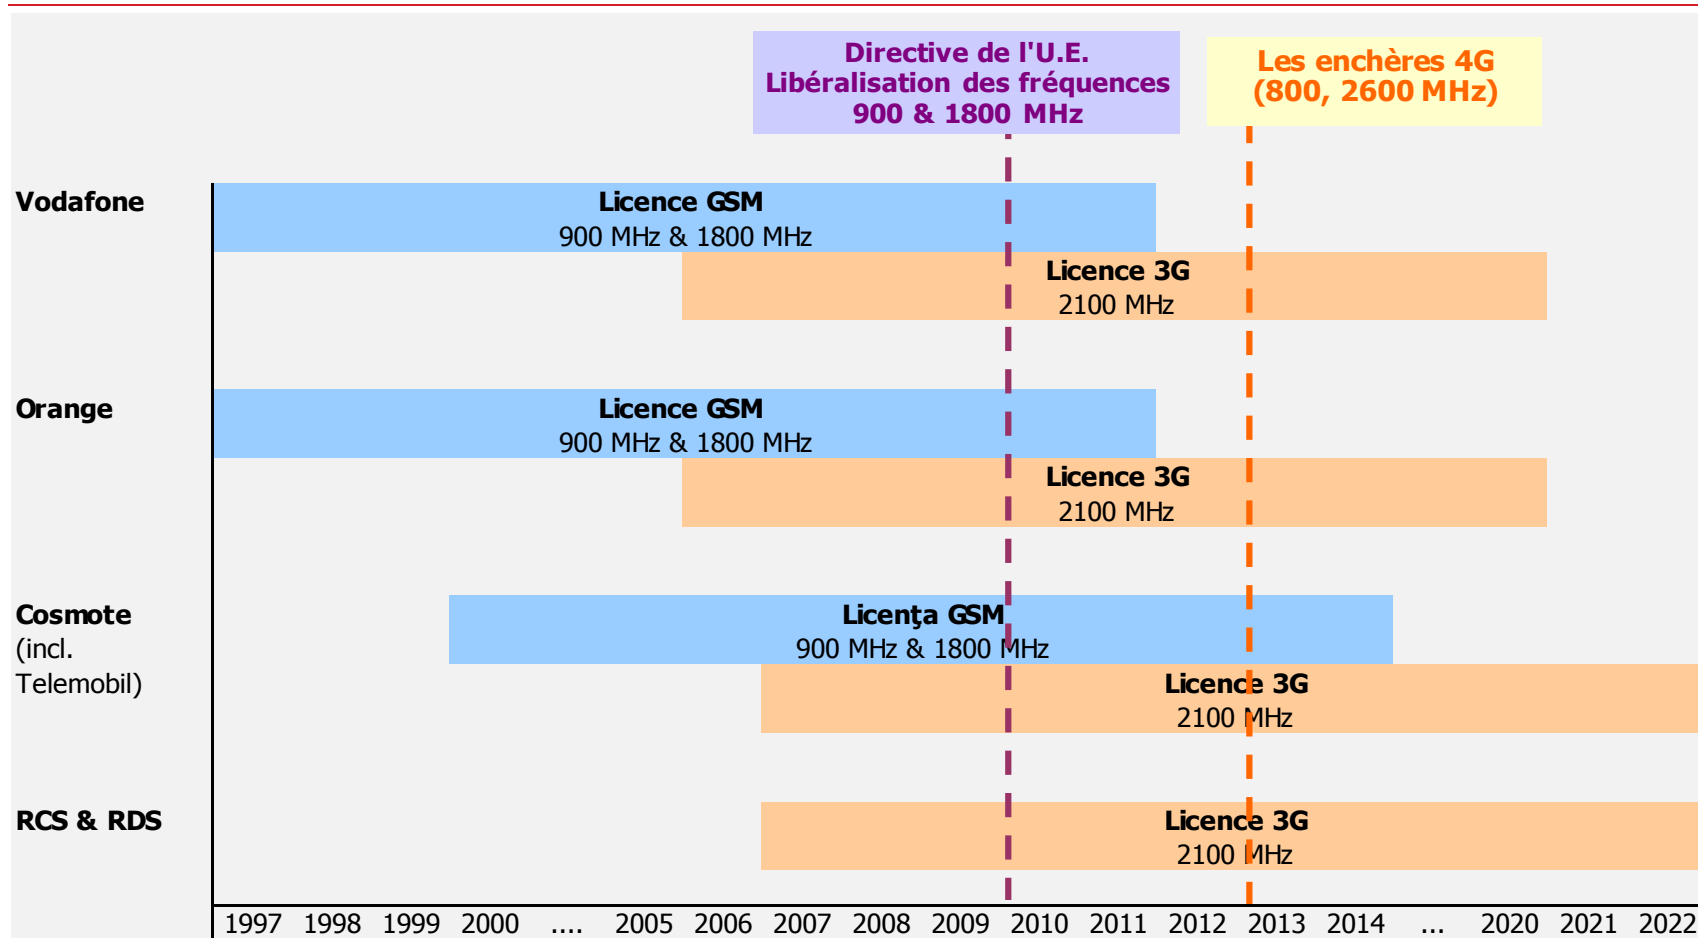 Directive de l'U.E.
Libéralisation des fréquences
900 & 1800 MHz
Les enchères 4G
(800, 2600 MHz)
Vodafone
Licence GSM
900 MHz & 1800 MHz
Licence 3G
2100 MHz
Orange
Licence GSM
900 MHz & 1800 MHz
Licence 3G
2100 MHz
Cosmote
(incl.
Telemobil)
Licenţa GSM
900 MHz & 1800 MHz
Licence 3G
2100 MHz
RCS & RDS
Licence 3G
2100 MHz
1997 1998 1999 2000 .... 2005 2006 2007 2008 2009 2010 2011 2012 2013 2014 ... 2020 2021 2022